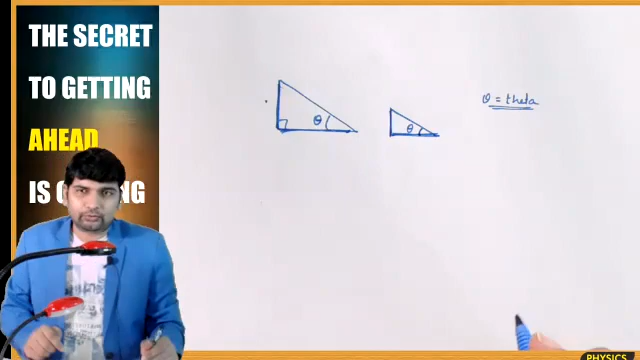 THE SECRET
TO GETTING
AHEAD
IS
θ
θ
θ = theta
PHYSICS